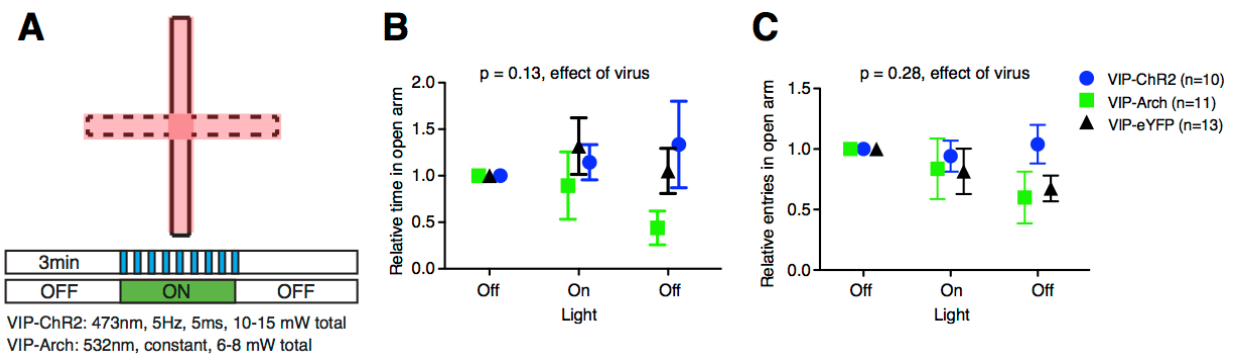 A
3min
OFF ON OFF
VIP-ChR2: 473nm, 5Hz, 5ms, 10-15 mW total
VIP-Arch: 532nm, constant, 6-8 mW total
B
p = 0.13, effect of virus
Relative time in open arm
2.0
1.5
1.0
0.5
0.0
Off On Off
Light
C
p = 0.28, effect of virus
Relative entries in open arm
1.5
1.0
0.5
0.0
Off On Off
Light
VIP-ChR2 (n=10)
VIP-Arch (n=11)
VIP-eYFP (n=13)